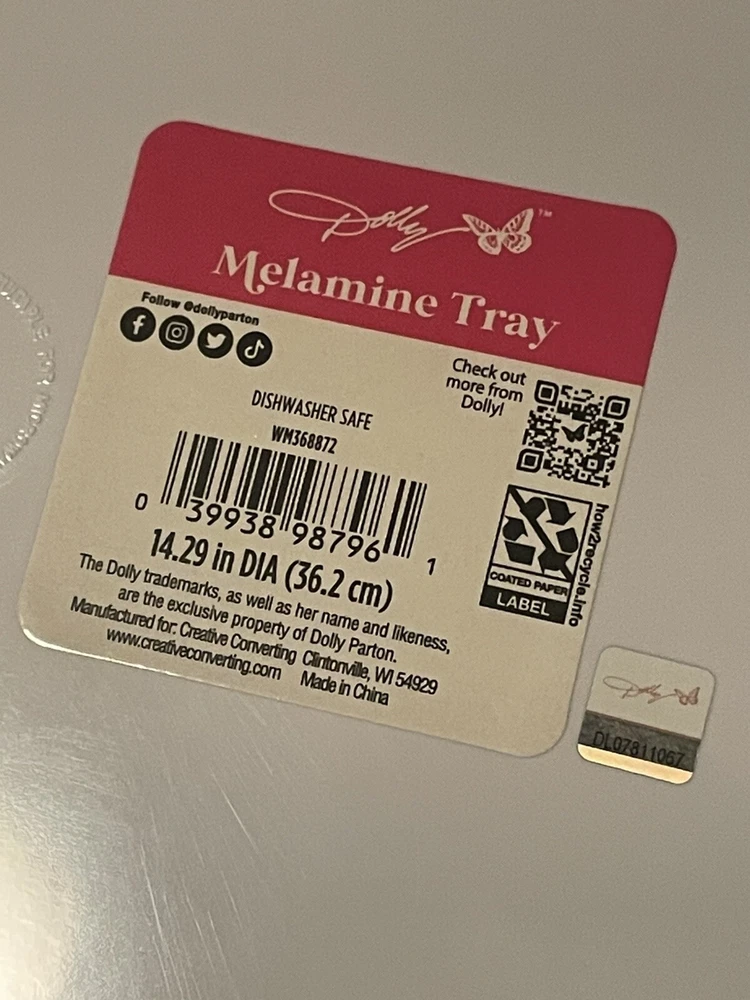 Dolly™
Melamine Tray
Follow @dollyparton
Check out
more from
Dolly!
DISHWASHER SAFE
WM368872
0 39938 98796 1
14.29 in DIA (36.2 cm)
The Dolly trademarks, as well as her name and likeness,
are the exclusive property of Dolly Parton.
Manufactured for: Creative Converting Clintonville, WI 54929
www.creativeconverting.com Made in China
COATED PAPER
LABEL
how2recycle.info
Dolly
DL07811067